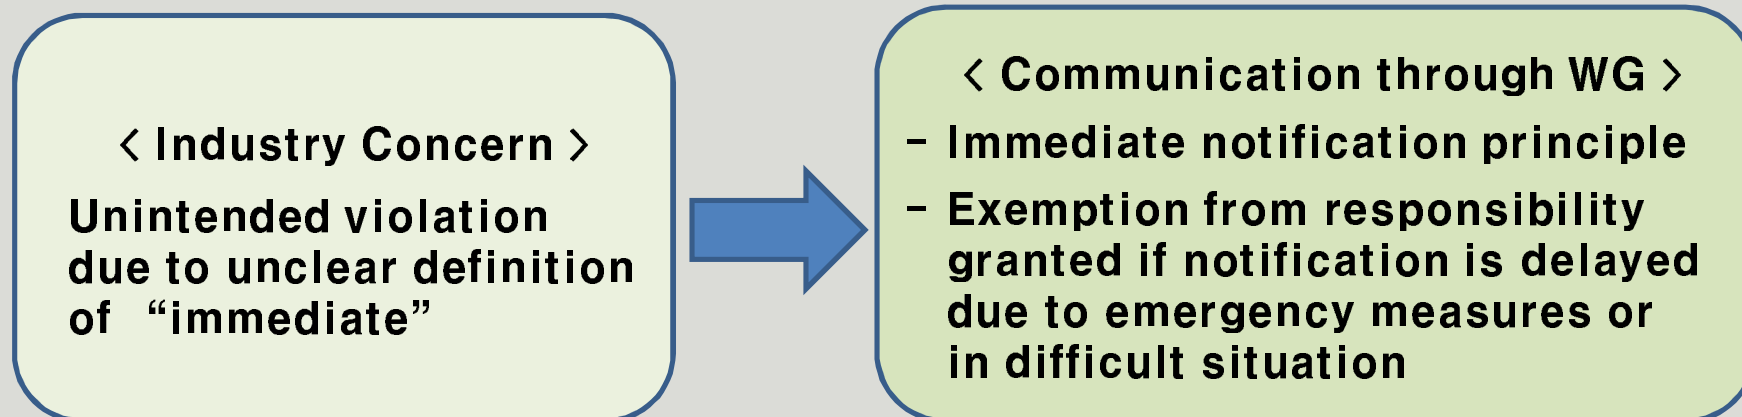 < Industry Concern >
Unintended violation
due to unclear definition
of “immediate”
< Communication through WG >
- Immediate notification principle
- Exemption from responsibility
granted if notification is delayed
due to emergency measures or
in difficult situation